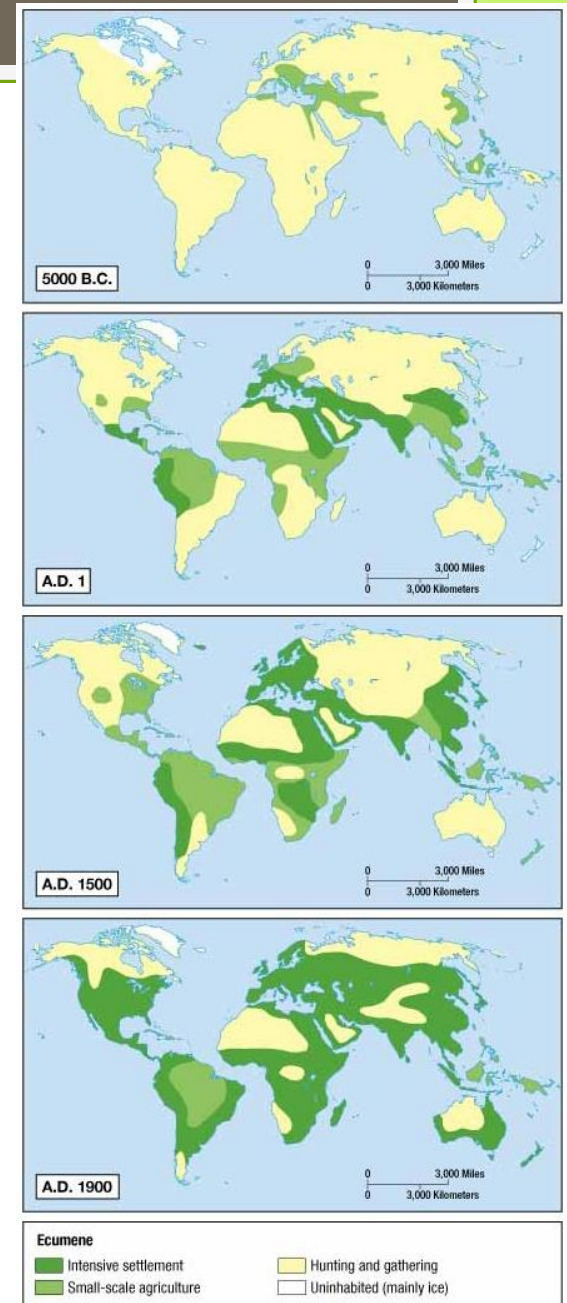 0 3,000 Miles
0 3,000 Kilometers
5000 B.C.
0 3,000 Miles
0 3,000 Kilometers
A.D. 1
0 3,000 Miles
0 3,000 Kilometers
A.D. 1500
0 3,000 Miles
0 3,000 Kilometers
A.D. 1900
Ecumene
Intensive settlement Hunting and gathering
Small-scale agriculture Uninhabited (mainly ice)